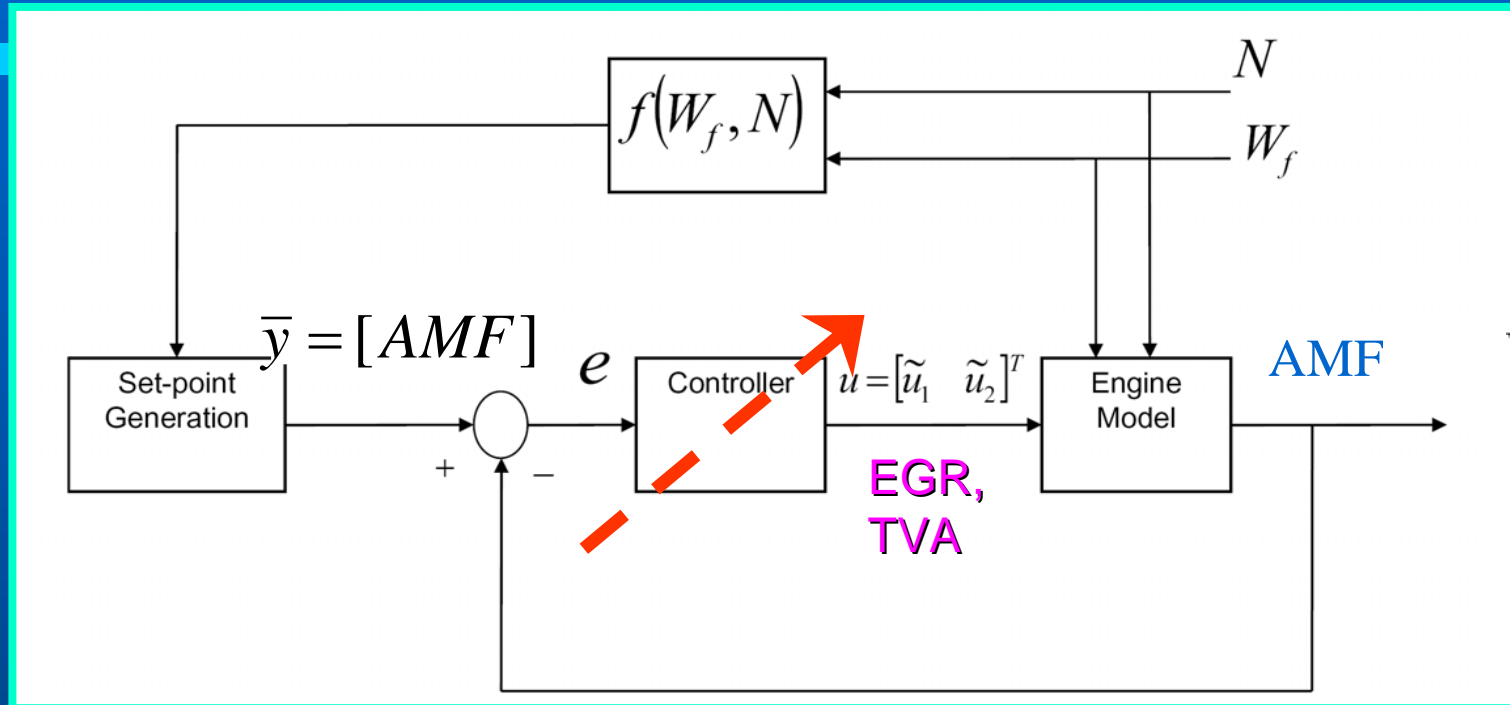 N
f(W_f, N)
W_f
ȳ = [AMF]
e
Set-point
Generation
Controller
u = [ũ₁ ũ₂]ᵀ
Engine
Model
AMF
+
−
EGR,
TVA